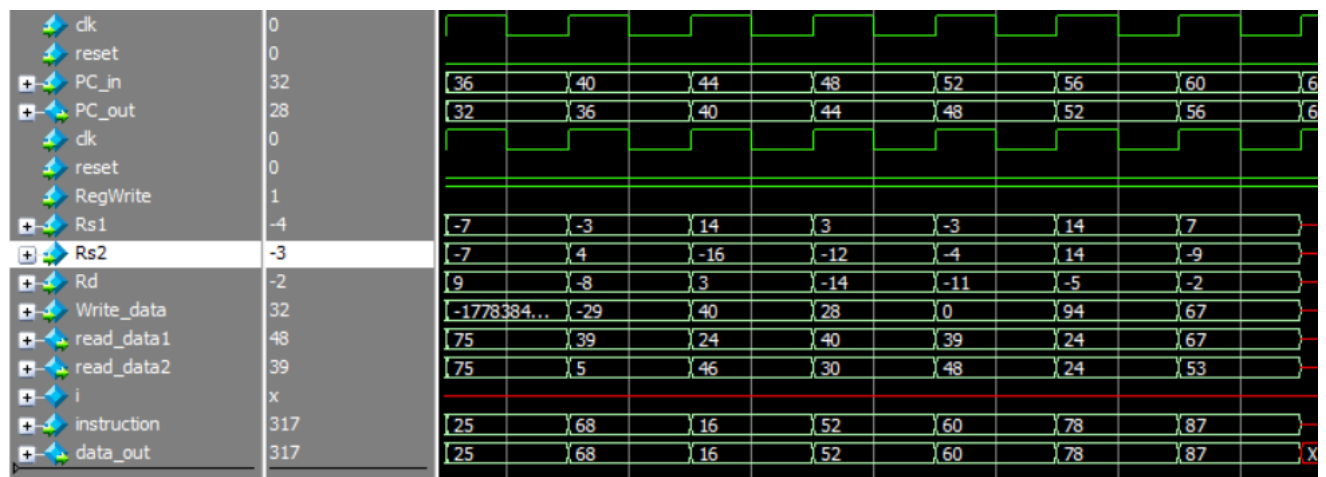 clk 0
reset 0
PC_in 32 36 40 44 48 52 56 60 6
PC_out 28 32 36 40 44 48 52 56 6
clk 0
reset 0
RegWrite 1
Rs1 -4 -7 -3 14 3 -3 14 7
Rs2 -3 -7 4 -16 -12 -4 14 -9
Rd -2 9 -8 3 -14 -11 -5 -2
Write_data 32 -1778384... -29 40 28 0 94 67
read_data1 48 75 39 24 40 39 24 67
read_data2 39 75 5 46 30 48 24 53
i x
instruction 317 25 68 16 52 60 78 87
data_out 317 25 68 16 52 60 78 87 X